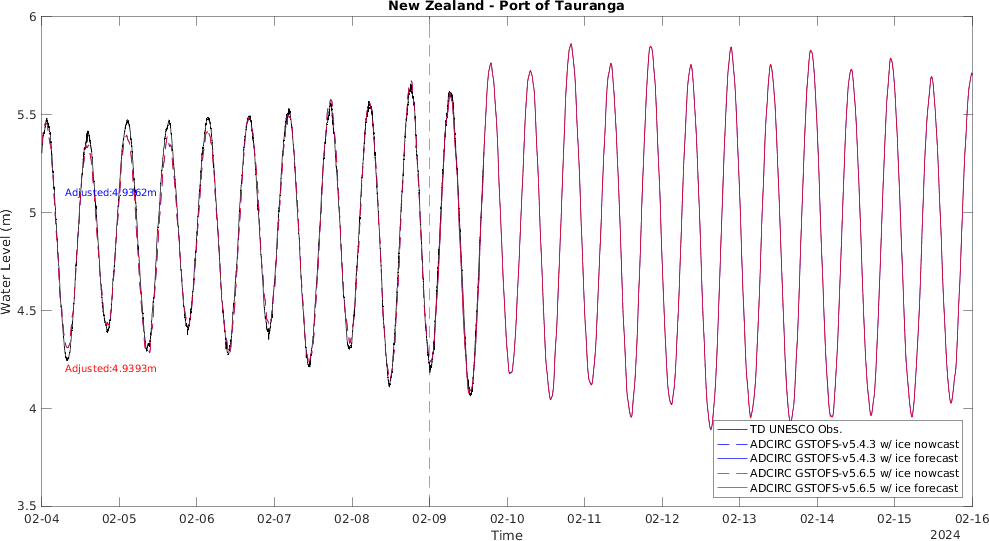 New Zealand - Port of Tauranga
6
5.5
5
4.5
4
3.5
Water Level (m)
Adjusted:4.9362m
Adjusted:4.9393m
TD UNESCO Obs.
ADCIRC GSTOFS-v5.4.3 w/ ice nowcast
ADCIRC GSTOFS-v5.4.3 w/ ice forecast
ADCIRC GSTOFS-v5.6.5 w/ ice nowcast
ADCIRC GSTOFS-v5.6.5 w/ ice forecast
02-04 02-05 02-06 02-07 02-08 02-09 02-10 02-11 02-12 02-13 02-14 02-15 02-16
Time
2024